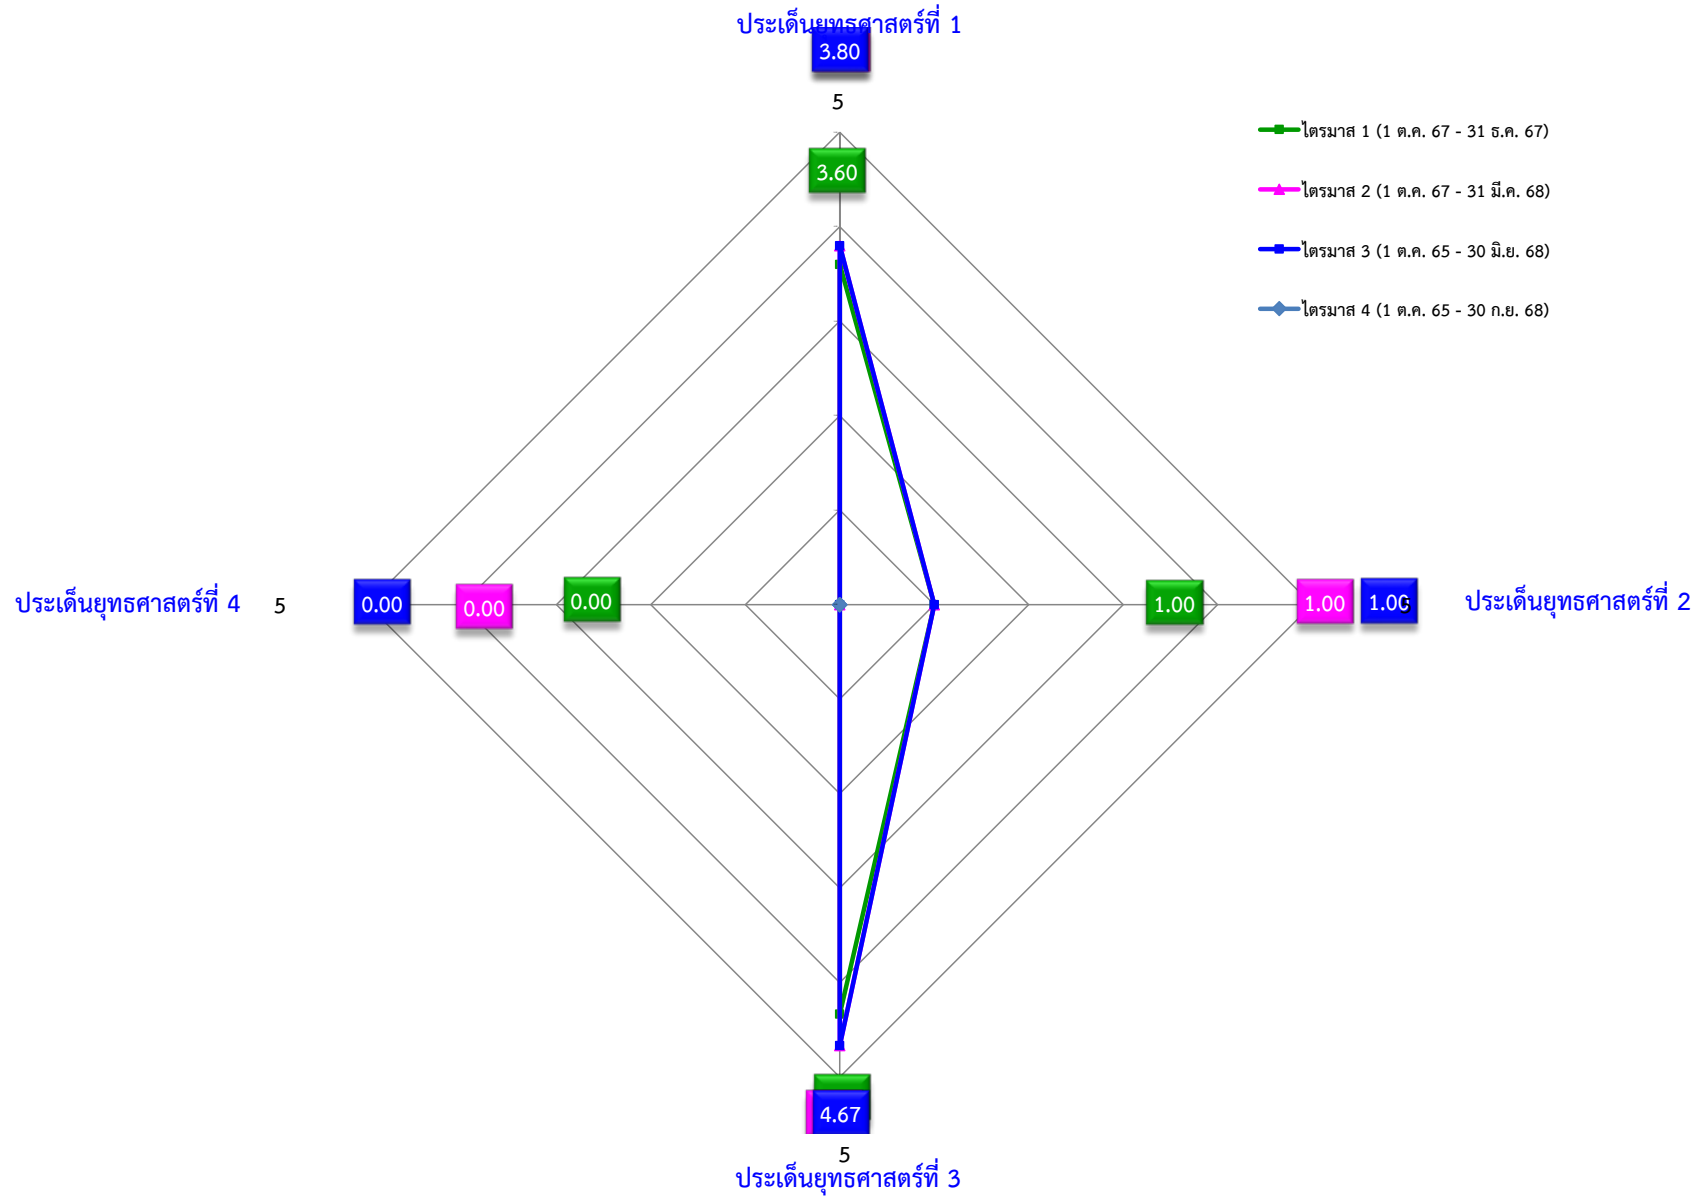 ประเด็นยุทธศาสตร์ที่ 1
3.80
5
3.60
ไตรมาส 1 (1 ต.ค. 67 - 31 ธ.ค. 67)
ไตรมาส 2 (1 ต.ค. 67 - 31 มี.ค. 68)
ไตรมาส 3 (1 ต.ค. 65 - 30 มิ.ย. 68)
ไตรมาส 4 (1 ต.ค. 65 - 30 ก.ย. 68)
ประเด็นยุทธศาสตร์ที่ 4 5 0.00 0.00 0.00 1.00 1.00 1.00 5 ประเด็นยุทธศาสตร์ที่ 2
4.67
5
ประเด็นยุทธศาสตร์ที่ 3